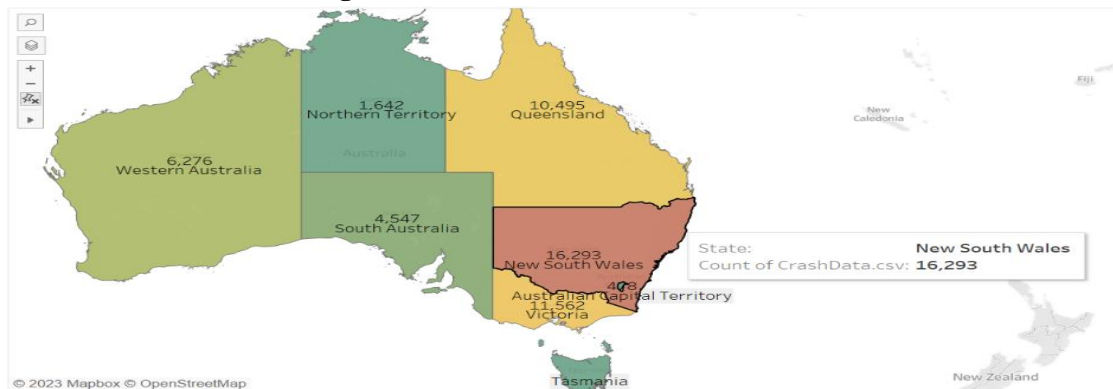 1,642
Northern Territory
10,495
Queensland
Fiji
New
Caledonia
Australia
6,276
Western Australia
4,547
South Australia
State: New South Wales
Count of CrashData.csv: 16,293
16,293
New South Wales
Australian Capital Territory
11,562
Victoria
Tasmania
New Zealand
© 2023 Mapbox © OpenStreetMap